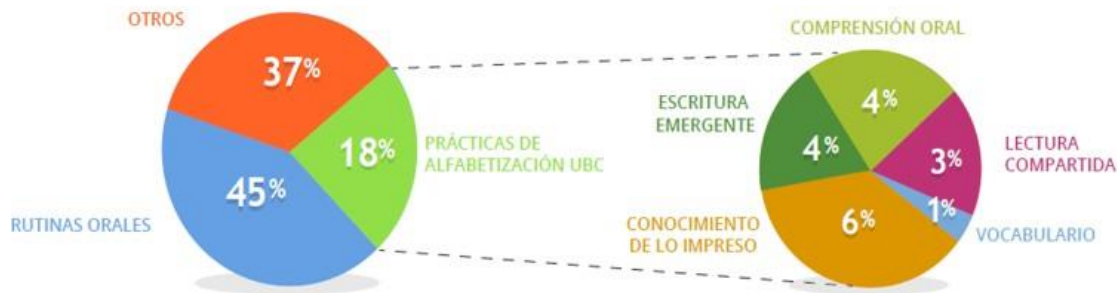 OTROS
37%
18%
45%
PRÁCTICAS DE
ALFABETIZACIÓN UBC
RUTINAS ORALES
COMPRENSIÓN ORAL
4%
ESCRITURA
EMERGENTE
4%
3%
LECTURA
COMPARTIDA
1%
VOCABULARIO
CONOCIMIENTO
DE LO IMPRESO
6%